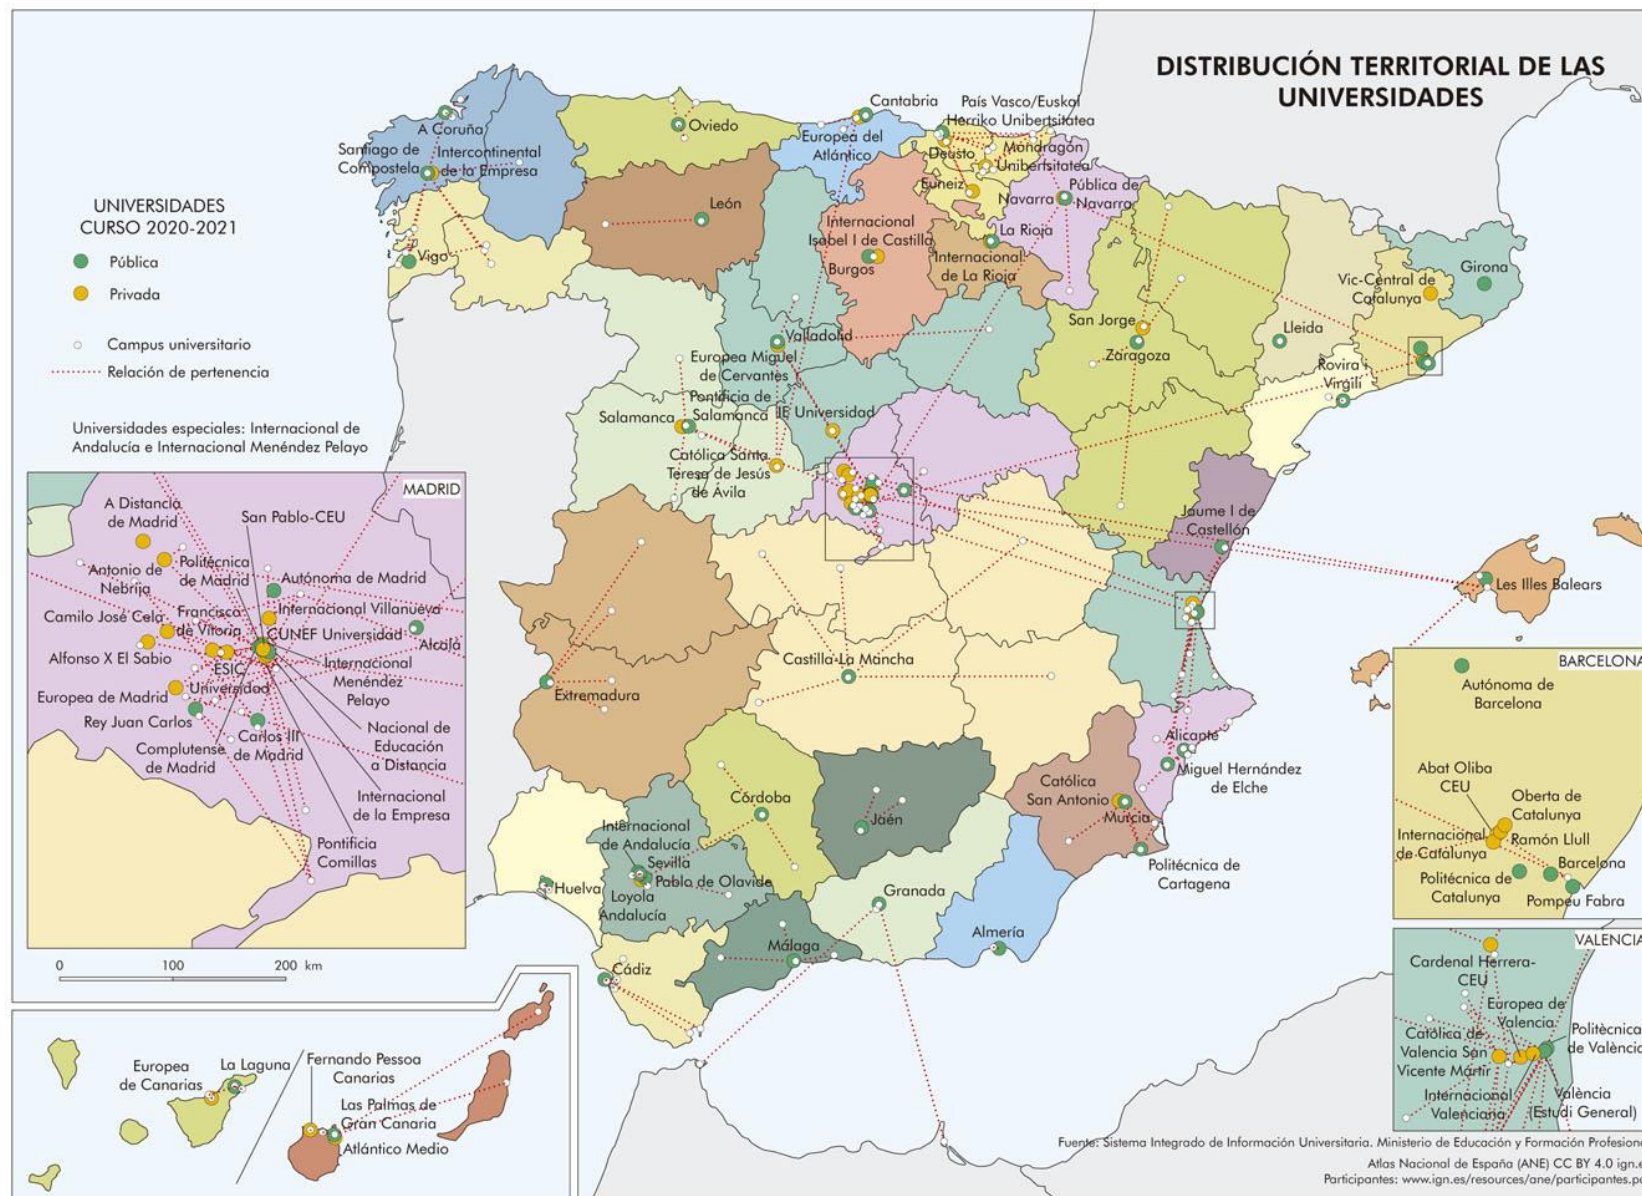 DISTRIBUCIÓN TERRITORIAL DE LAS
UNIVERSIDADES
UNIVERSIDADES
CURSO 2020-2021
Pública
Privada
Campus universitario
Relación de pertenencia
Universidades especiales: Internacional de
Andalucía e Internacional Menéndez Pelayo
A Coruña
Santiago de
Compostela
Intercontinental
de la Empresa
Vigo
Oviedo
León
Cantabria
Europea del
Atlántico
País Vasco/Euskal
Herriko Unibertsitatea
Deusto
Mondragón
Unibertsitatea
Euneiz
Navarra
Pública de
Navarra
La Rioja
Internacional
de La Rioja
Internacional
Isabel I de Castilla
Burgos
Valladolid
Europea Miguel
de Cervantes
Pontificia de
Salamanca
Salamanca
IE Universidad
Católica Santa
Teresa de Jesús
de Ávila
San Jorge
Zaragoza
Lleida
Vic-Central de
Catalunya
Girona
Rovira i
Virgili
Jaume I de
Castellón
Les Illes Balears
Extremadura
Castilla-La Mancha
Alicante
Miguel Hernández
de Elche
Católica
San Antonio
Murcia
Politécnica de
Cartagena
Córdoba
Jaén
Internacional
de Andalucía
Sevilla
Pablo de Olavide
Loyola
Andalucía
Huelva
Cádiz
Málaga
Granada
Almería
MADRID
A Distancia
de Madrid
San Pablo-CEU
Antonio de
Nebrija
Politécnica
de Madrid
Autónoma de Madrid
Camilo José Cela
Francisco
de Vitoria
Internacional Villanueva
CUNEF Universidad
Alcalá
Alfonso X El Sabio
ESIC
Universidad
Internacional
Menéndez
Pelayo
Europea de Madrid
Rey Juan Carlos
Complutense
de Madrid
Carlos III
de Madrid
Nacional de
Educación
a Distancia
Internacional
de la Empresa
Pontificia
Comillas
0 100 200 km
Europea
de Canarias
La Laguna
Fernando Pessoa
Canarias
Las Palmas de
Gran Canaria
Atlántico Medio
BARCELONA
Autónoma de
Barcelona
Abat Oliba
CEU
Oberta de
Catalunya
Internacional
de Catalunya
Ramón Llull
Barcelona
Politécnica de
Catalunya
Pompeu Fabra
VALENCIA
Cardenal Herrera-
CEU
Europea de
Valencia
Católica de
Valencia San
Vicente Mártir
Politècnica
de València
Internacional
Valenciana
València
(Estudi General)
Fuente: Sistema Integrado de Información Universitaria. Ministerio de Educación y Formación Profesiona
Atlas Nacional de España (ANE) CC BY 4.0 ign.e
Participantes: www.ign.es/resources/ane/participantes.p